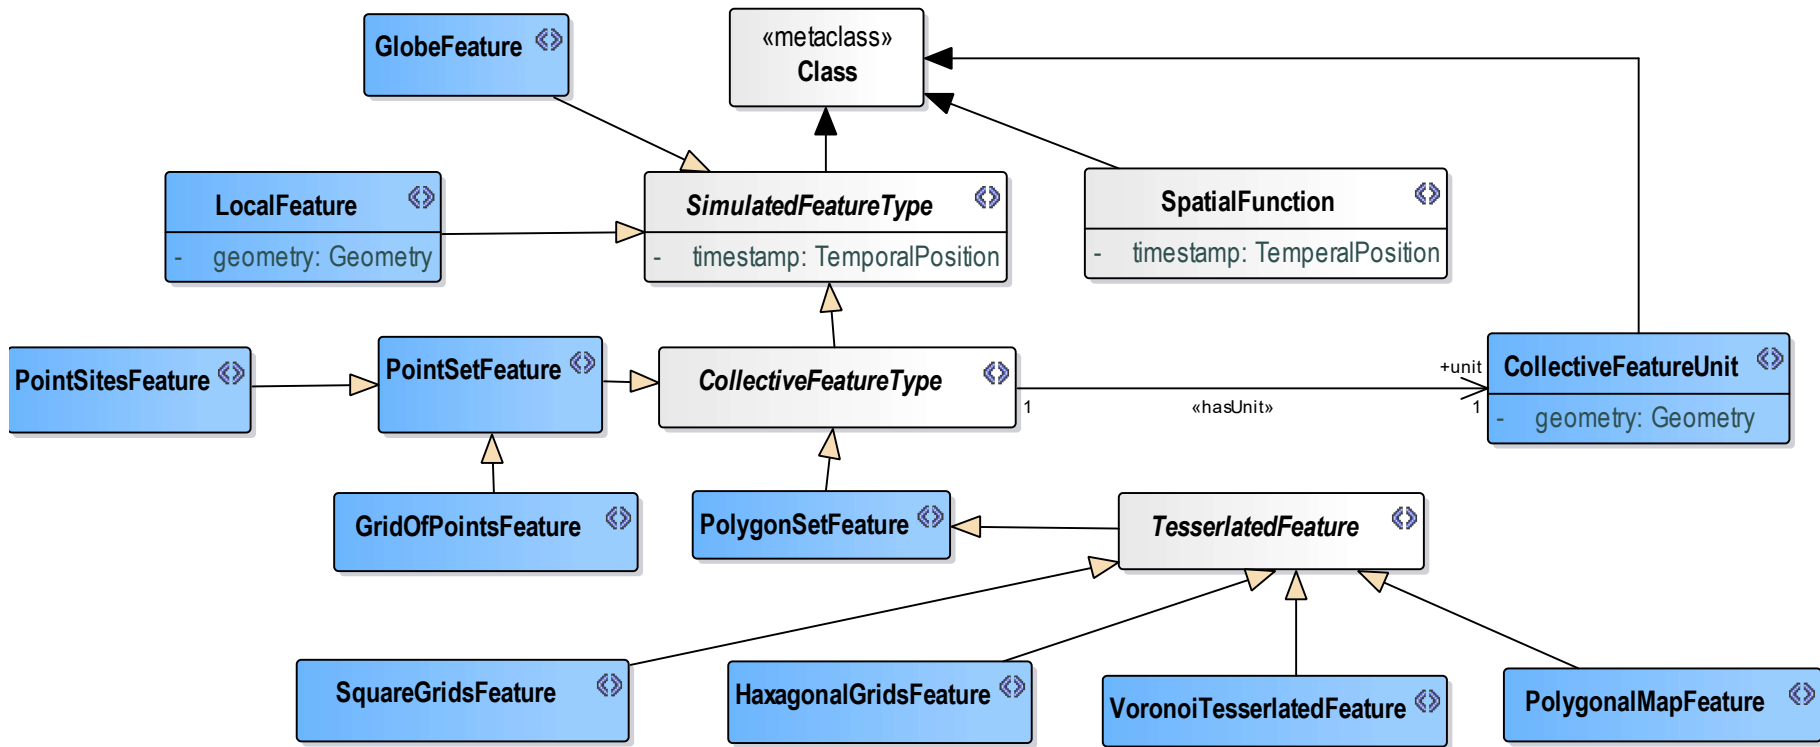 GlobeFeature
«metaclass»
Class
LocalFeature
- geometry: Geometry
SimulatedFeatureType
- timestamp: TemporalPosition
SpatialFunction
- timestamp: TemperalPosition
PointSitesFeature
PointSetFeature
CollectiveFeatureType
1
«hasUnit»
+unit
1
CollectiveFeatureUnit
- geometry: Geometry
GridOfPointsFeature
PolygonSetFeature
TesserlatedFeature
SquareGridsFeature
HaxagonalGridsFeature
VoronoiTesserlatedFeature
PolygonalMapFeature